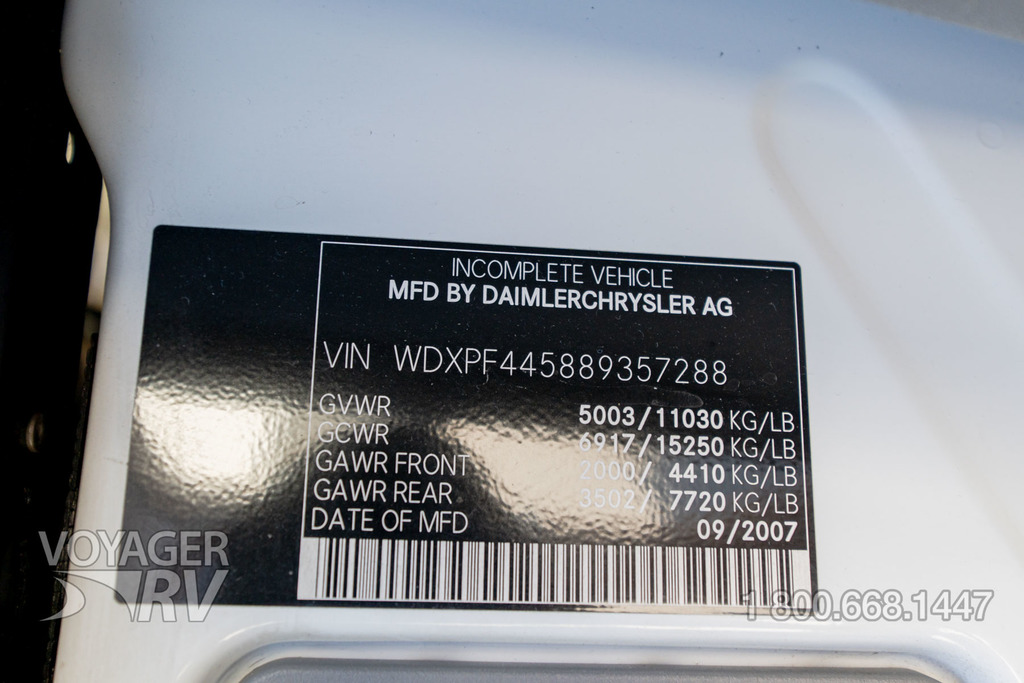 INCOMPLETE VEHICLE
MFD BY DAIMLERCHRYSLER AG
VIN WDXPF445889357288
GVWR 5003/11030 KG/LB
GCWR 6917/15250 KG/LB
GAWR FRONT 2000/ 4410 KG/LB
GAWR REAR 3502/ 7720 KG/LB
DATE OF MFD 09/2007
VOYAGER
RV
1.800.668.1447